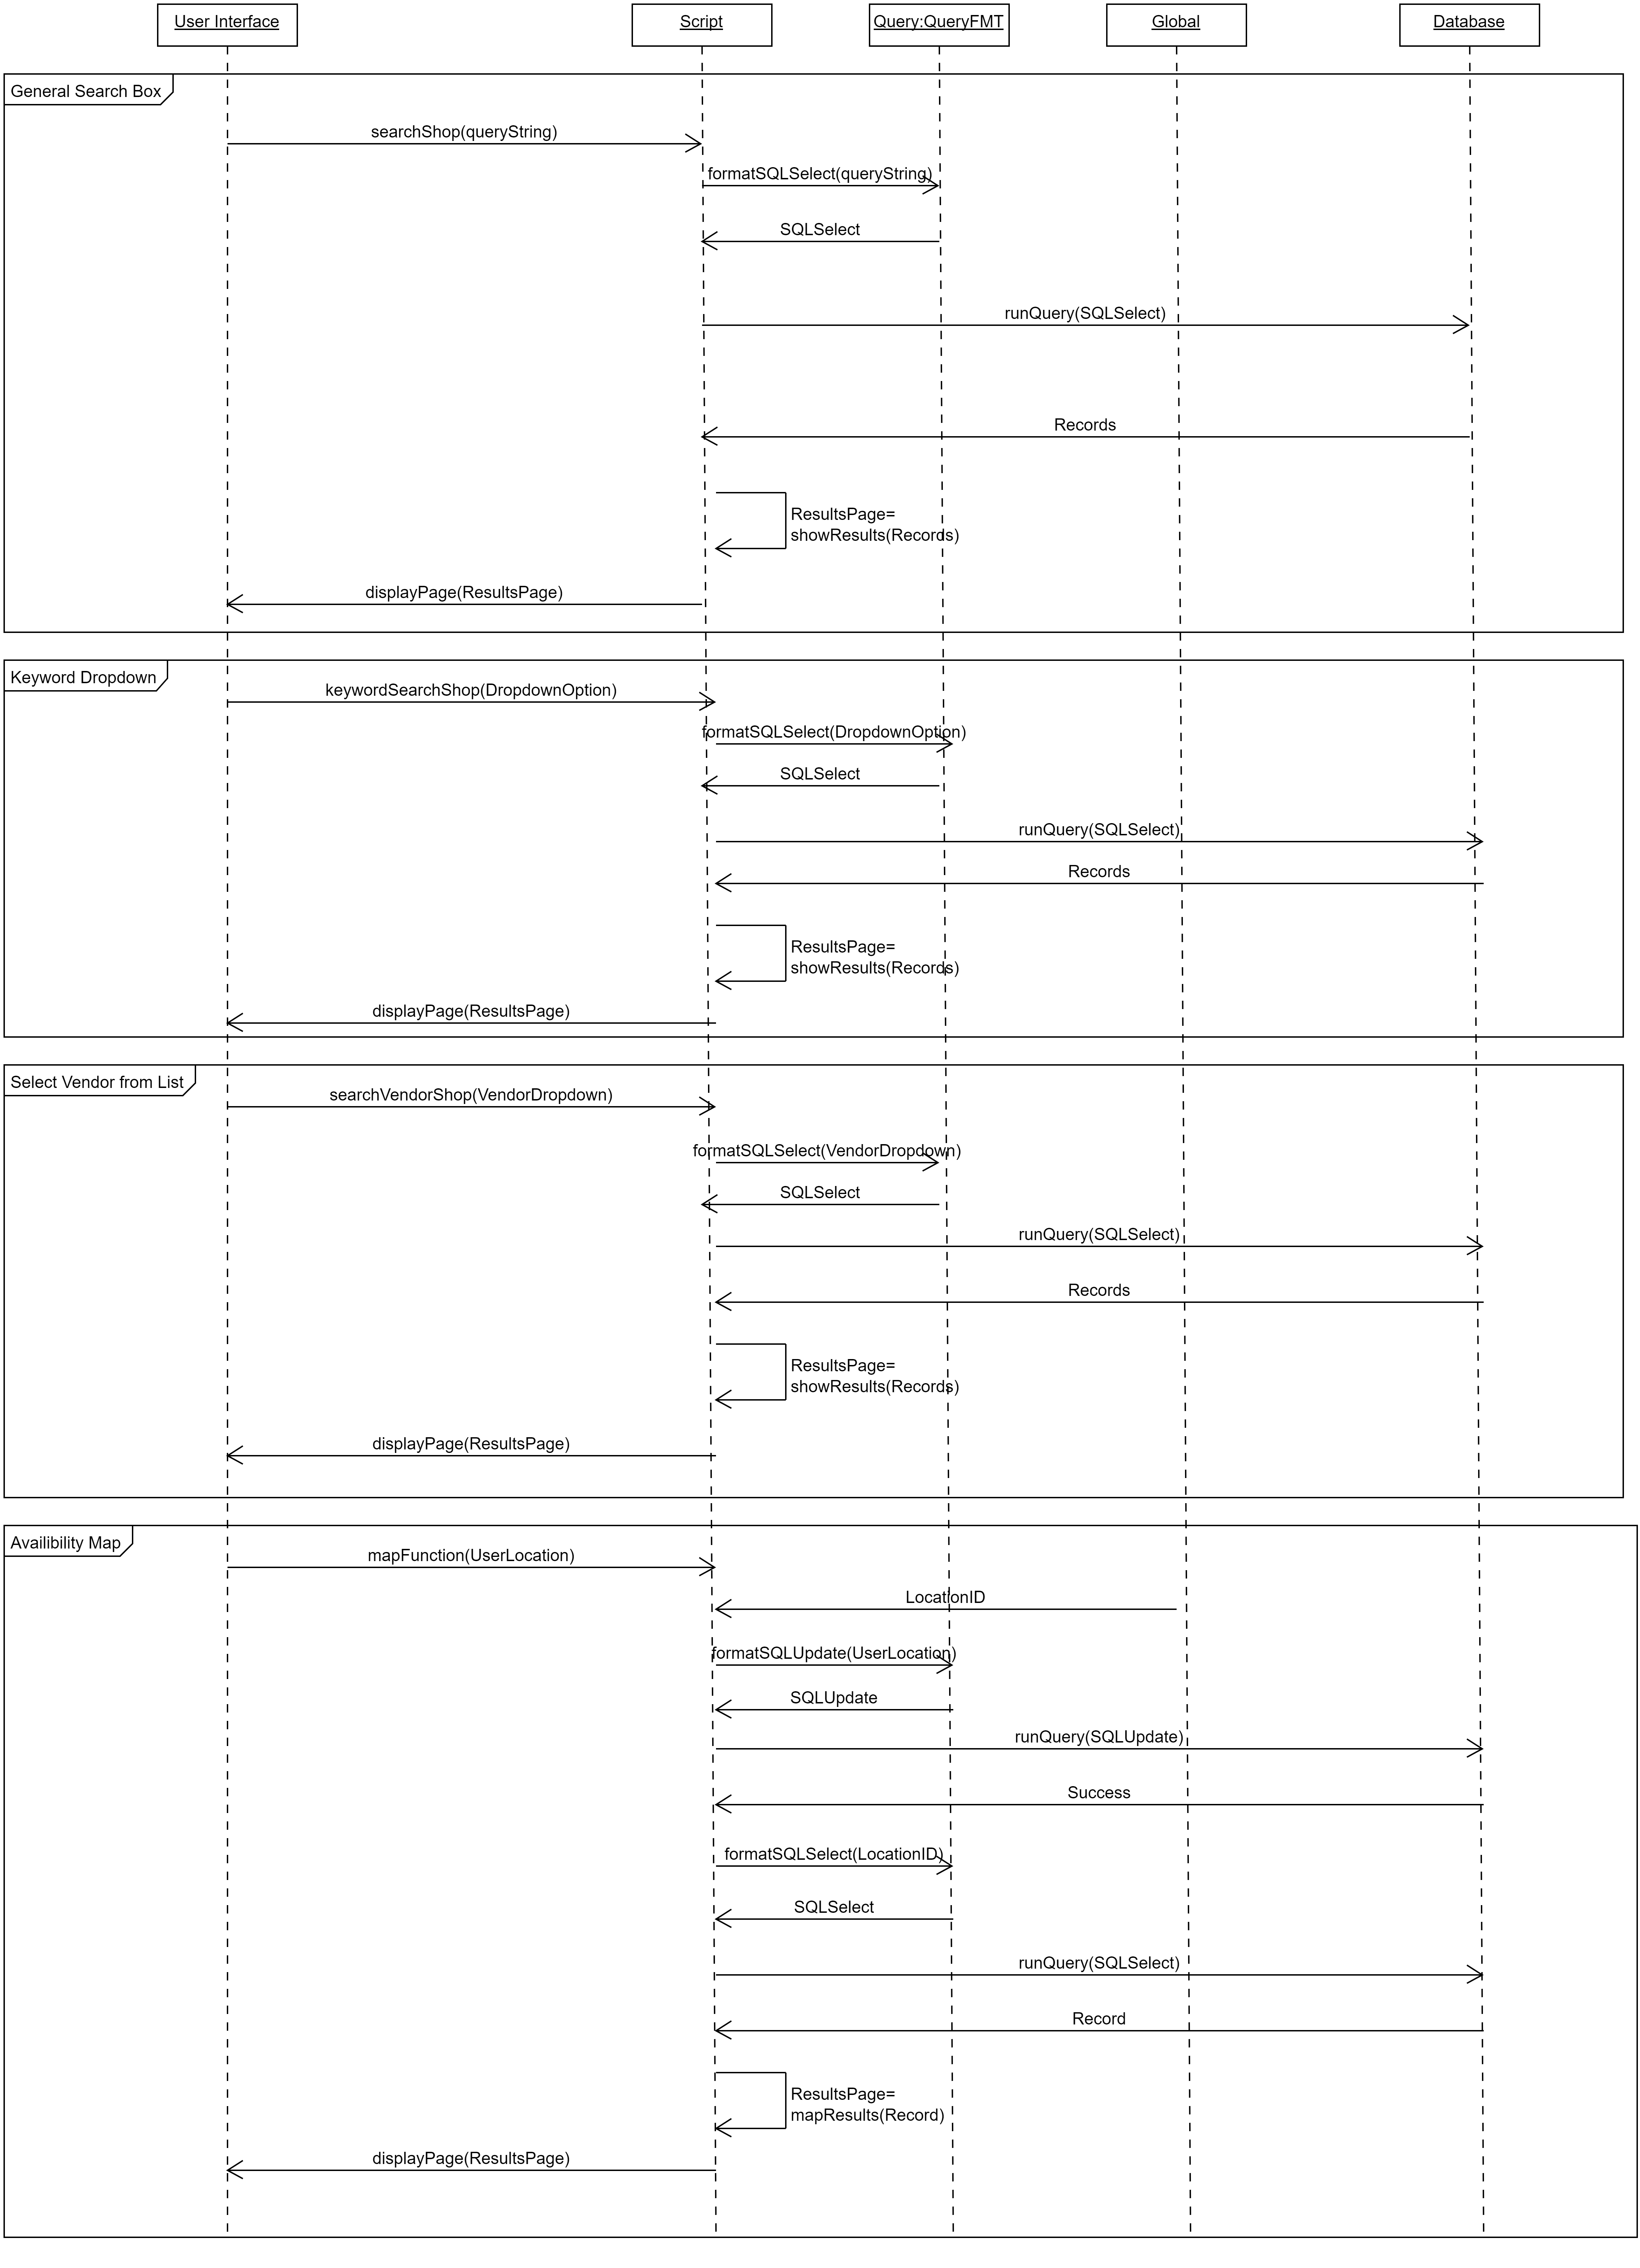 User Interface
Script
Query:QueryFMT
Global
Database
General Search Box
searchShop(queryString)
formatSQLSelect(queryString)
SQLSelect
runQuery(SQLSelect)
Records
ResultsPage=
showResults(Records)
displayPage(ResultsPage)
Keyword Dropdown
keywordSearchShop(DropdownOption)
formatSQLSelect(DropdownOption)
SQLSelect
runQuery(SQLSelect)
Records
ResultsPage=
showResults(Records)
displayPage(ResultsPage)
Select Vendor from List
searchVendorShop(VendorDropdown)
formatSQLSelect(VendorDropdown)
SQLSelect
runQuery(SQLSelect)
Records
ResultsPage=
showResults(Records)
displayPage(ResultsPage)
Availibility Map
mapFunction(UserLocation)
LocationID
formatSQLUpdate(UserLocation)
SQLUpdate
runQuery(SQLUpdate)
Success
formatSQLSelect(LocationID)
SQLSelect
runQuery(SQLSelect)
Record
ResultsPage=
mapResults(Record)
displayPage(ResultsPage)